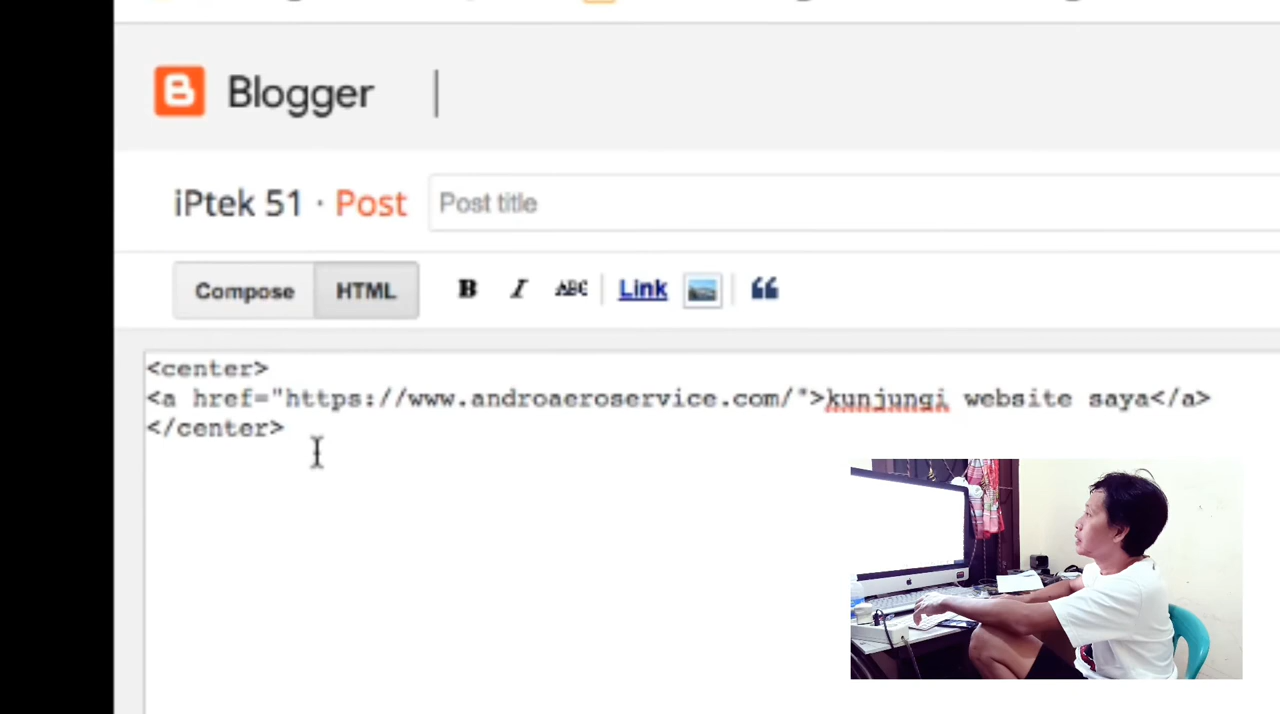 Blogger
iPtek 51 · Post
Post title
Compose HTML B I ABC Link
<center>
<a href="https://www.androaeroservice.com/">kunjungi website saya</a>
</center>